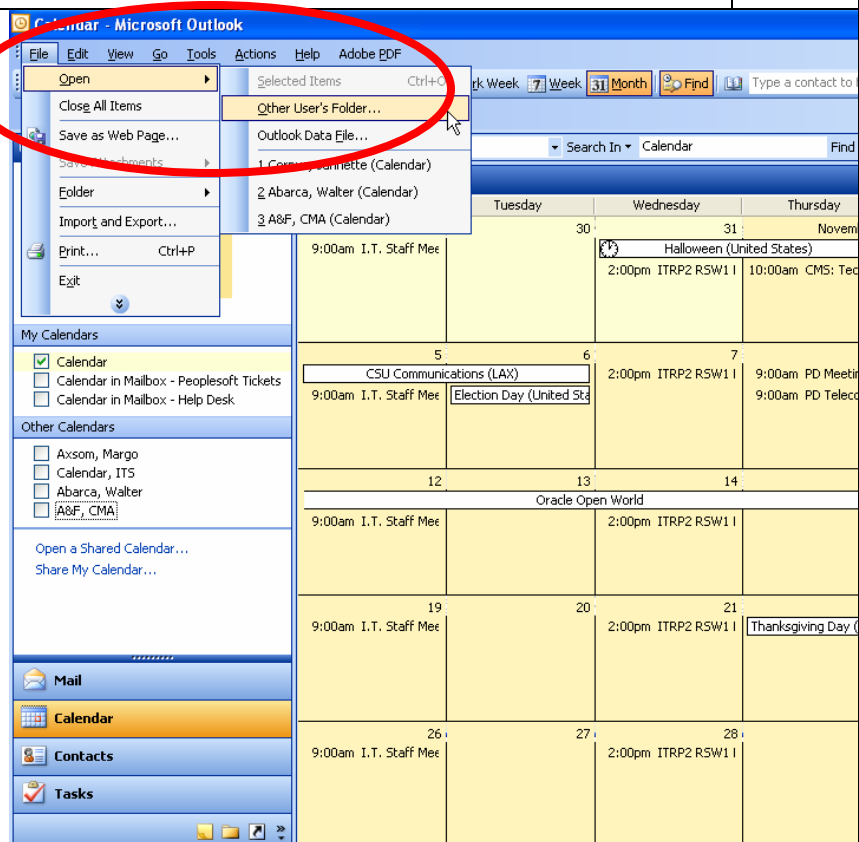 Calendar - Microsoft Outlook
File Edit View Go Tools Actions Help Adobe PDF
Open
Close All Items
Save as Web Page...
Save Attachments
Folder
Import and Export...
Print... Ctrl+P
Exit
Selected Items Ctrl+O
Other User's Folder...
Outlook Data File...
1 (Calendar)
2 Abarca, Walter (Calendar)
3 A&F, CMA (Calendar)
Week 7 Week 31 Month Find Type a contact to
Search In Calendar Find
Tuesday Wednesday Thursday
30 31 Novem
9:00am I.T. Staff Mee Halloween (United States)
2:00pm ITRP2 RSW1 I 10:00am CMS: Tec
My Calendars
Calendar
Calendar in Mailbox - Peoplesoft Tickets
Calendar in Mailbox - Help Desk
Other Calendars
Axsom, Margo
Calendar, ITS
Abarca, Walter
A&F, CMA
Open a Shared Calendar...
Share My Calendar...
5 6 7
CSU Communications (LAX) 2:00pm ITRP2 RSW1 I 9:00am PD Meetin
9:00am I.T. Staff Mee Election Day (United Sta 9:00am PD Teleco
12 13 14
Oracle Open World
9:00am I.T. Staff Mee 2:00pm ITRP2 RSW1 I
19 20 21
9:00am I.T. Staff Mee 2:00pm ITRP2 RSW1 I Thanksgiving Day (
26 27 28
9:00am I.T. Staff Mee 2:00pm ITRP2 RSW1 I
Mail
Calendar
Contacts
Tasks